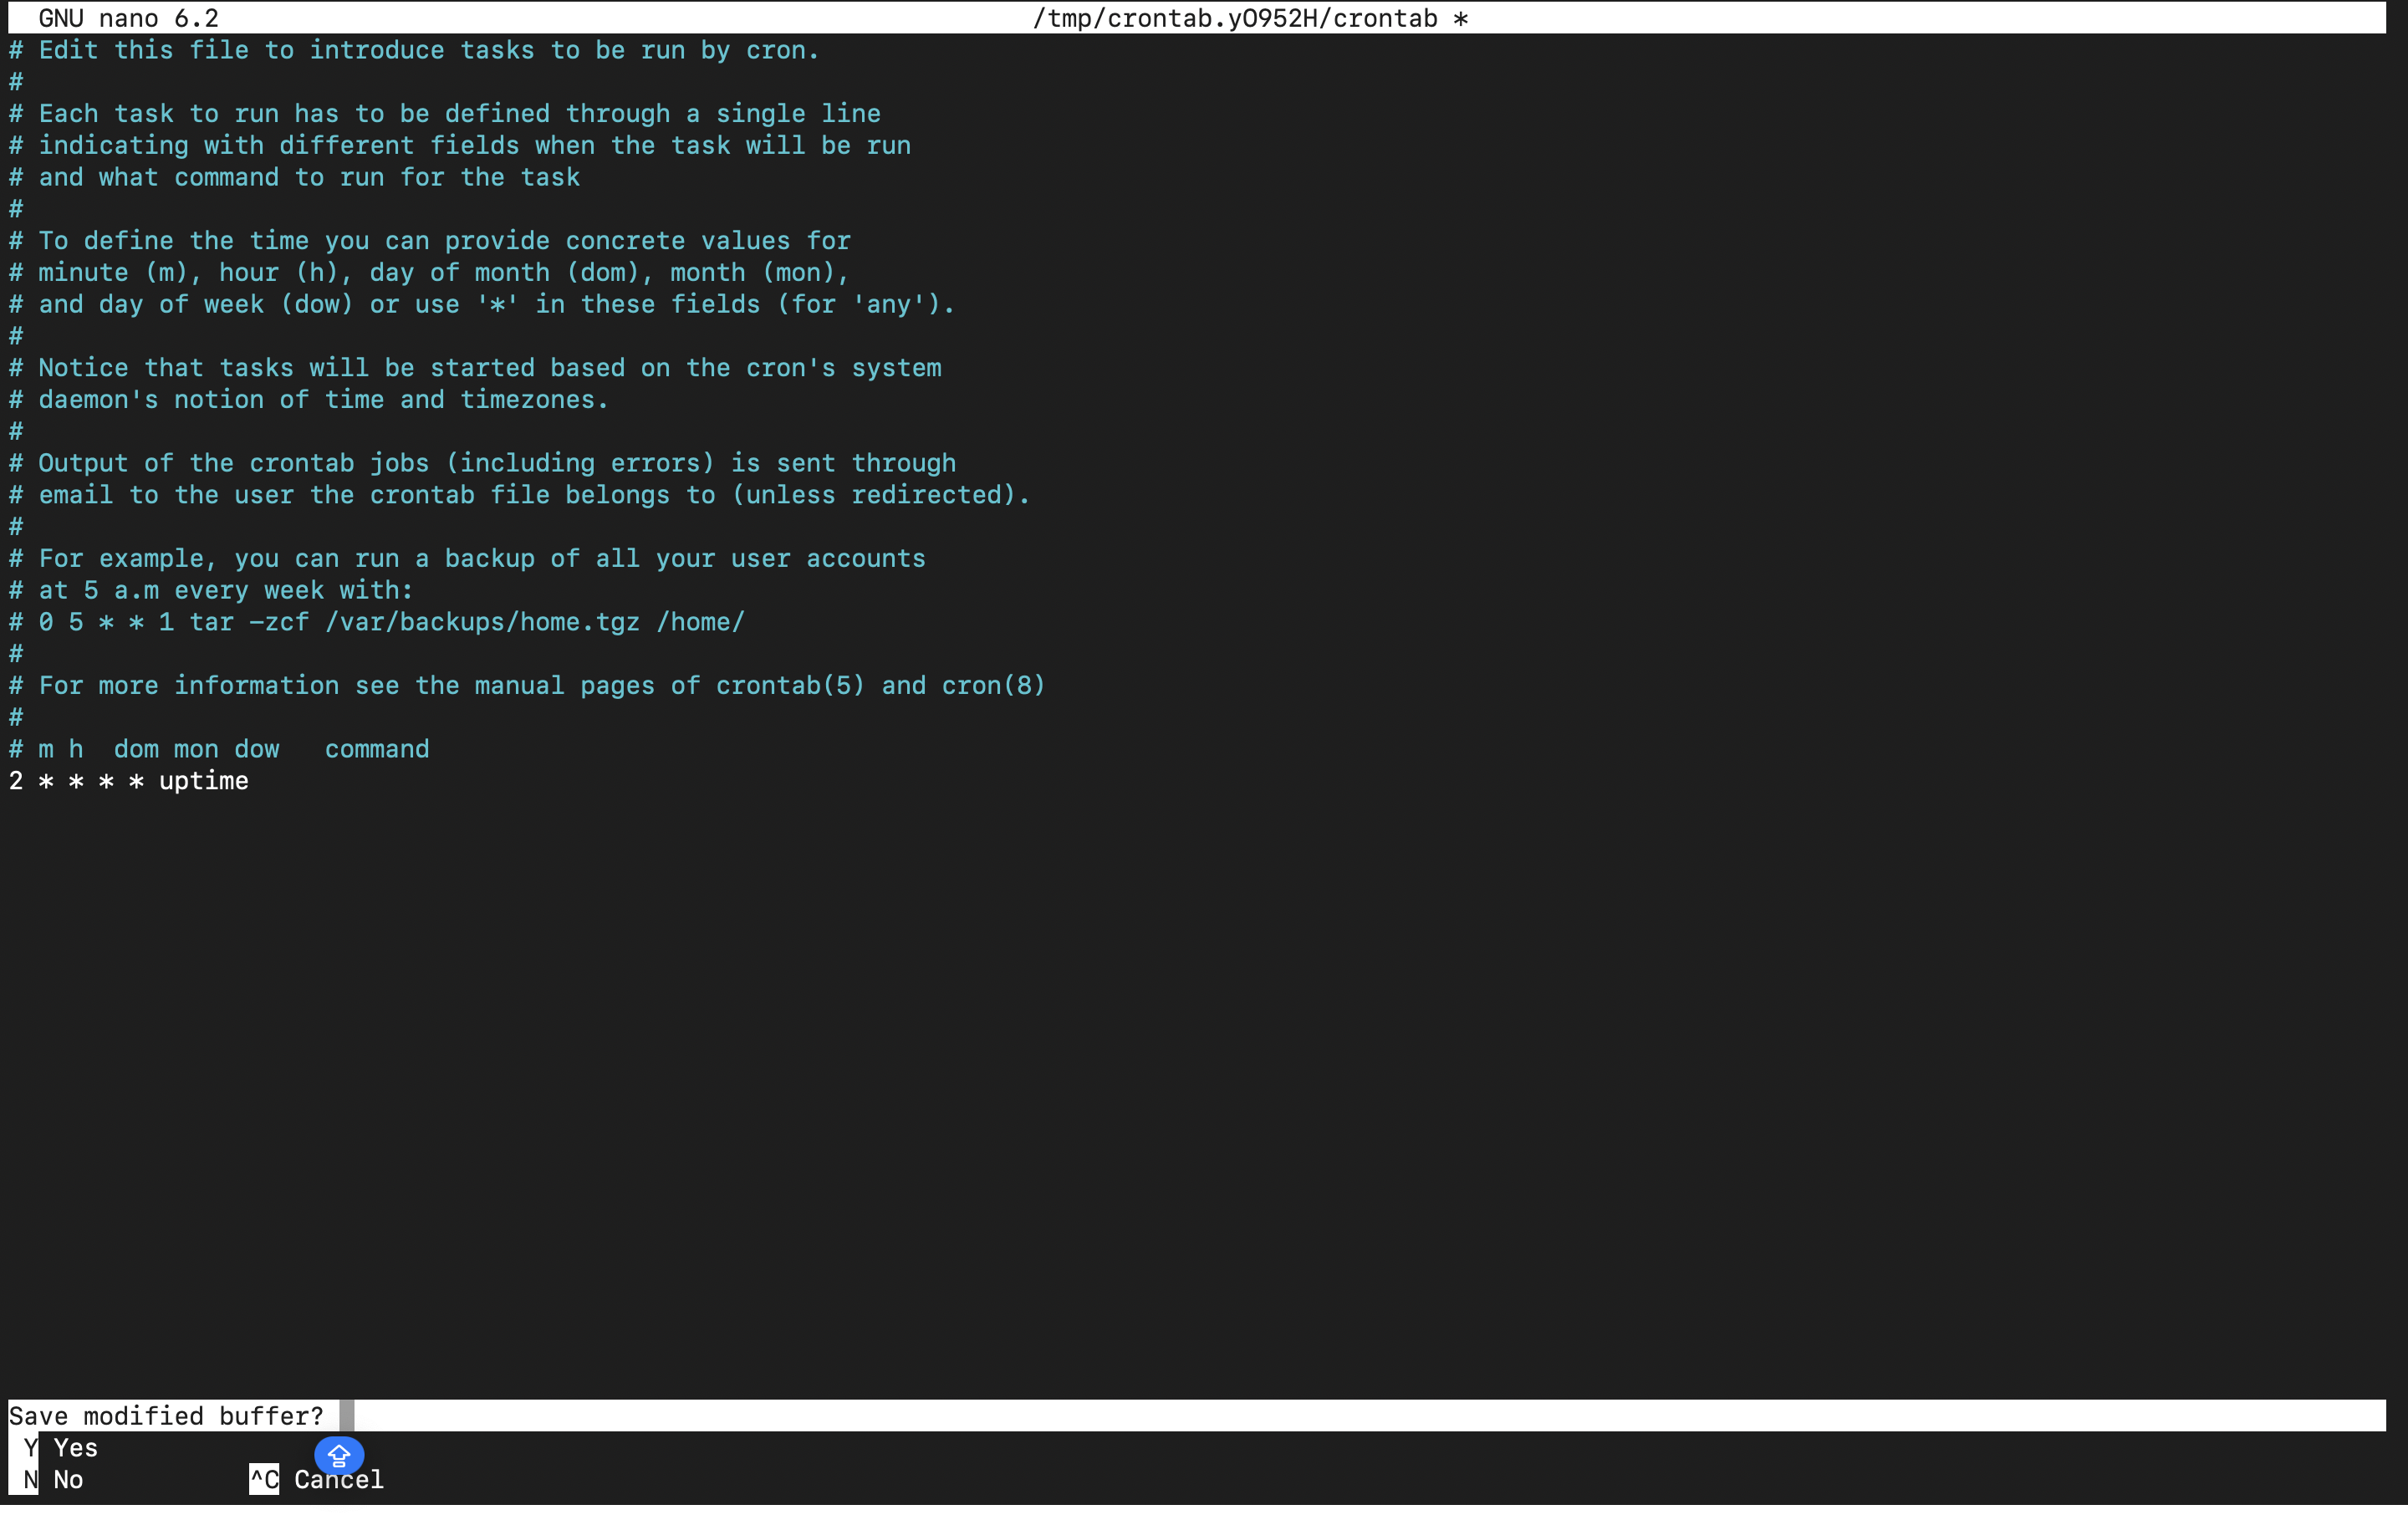 GNU nano 6.2 /tmp/crontab.yO952H/crontab *
# Edit this file to introduce tasks to be run by cron.
#
# Each task to run has to be defined through a single line
# indicating with different fields when the task will be run
# and what command to run for the task
#
# To define the time you can provide concrete values for
# minute (m), hour (h), day of month (dom), month (mon),
# and day of week (dow) or use '*' in these fields (for 'any').
#
# Notice that tasks will be started based on the cron's system
# daemon's notion of time and timezones.
#
# Output of the crontab jobs (including errors) is sent through
# email to the user the crontab file belongs to (unless redirected).
#
# For example, you can run a backup of all your user accounts
# at 5 a.m every week with:
# 0 5 * * 1 tar -zcf /var/backups/home.tgz /home/
#
# For more information see the manual pages of crontab(5) and cron(8)
#
# m h  dom mon dow   command
2 * * * * uptime
Save modified buffer?
Y Yes
N No ^C Cancel